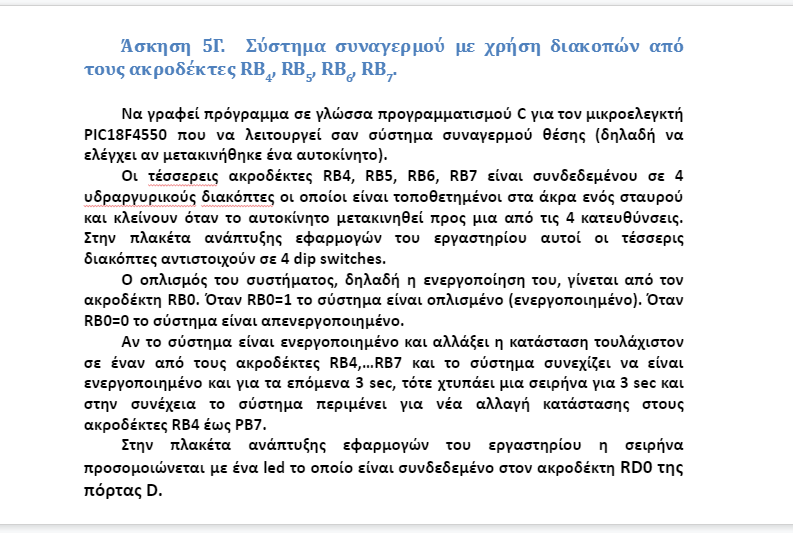 Άσκηση 5Γ. Σύστημα συναγερμού με χρήση διακοπών από
τους ακροδέκτες RB4, RB5, RB6, RB7.
Να γραφεί πρόγραμμα σε γλώσσα προγραμματισμού C για τον μικροελεγκτή
PIC18F4550 που να λειτουργεί σαν σύστημα συναγερμού θέσης (δηλαδή να
ελέγχει αν μετακινήθηκε ένα αυτοκίνητο).
Οι τέσσερεις ακροδέκτες RB4, RB5, RB6, RB7 είναι συνδεδεμένου σε 4
υδραργυρικούς διακόπτες οι οποίοι είναι τοποθετημένοι στα άκρα ενός σταυρού
και κλείνουν όταν το αυτοκίνητο μετακινηθεί προς μια από τις 4 κατευθύνσεις.
Στην πλακέτα ανάπτυξης εφαρμογών του εργαστηρίου αυτοί οι τέσσερις
διακόπτες αντιστοιχούν σε 4 dip switches.
Ο οπλισμός του συστήματος, δηλαδή η ενεργοποίηση του, γίνεται από τον
ακροδέκτη RB0. Όταν RB0=1 το σύστημα είναι οπλισμένο (ενεργοποιημένο). Όταν
RB0=0 το σύστημα είναι απενεργοποιημένο.
Αν το σύστημα είναι ενεργοποιημένο και αλλάξει η κατάσταση τουλάχιστον
σε έναν από τους ακροδέκτες RB4,...RB7 και το σύστημα συνεχίζει να είναι
ενεργοποιημένο και για τα επόμενα 3 sec, τότε χτυπάει μια σειρήνα για 3 sec και
στην συνέχεια το σύστημα περιμένει για νέα αλλαγή κατάστασης στους
ακροδέκτες RB4 έως PB7.
Στην πλακέτα ανάπτυξης εφαρμογών του εργαστηρίου η σειρήνα
προσομοιώνεται με ένα led το οποίο είναι συνδεδεμένο στον ακροδέκτη RD0 της
πόρτας D.